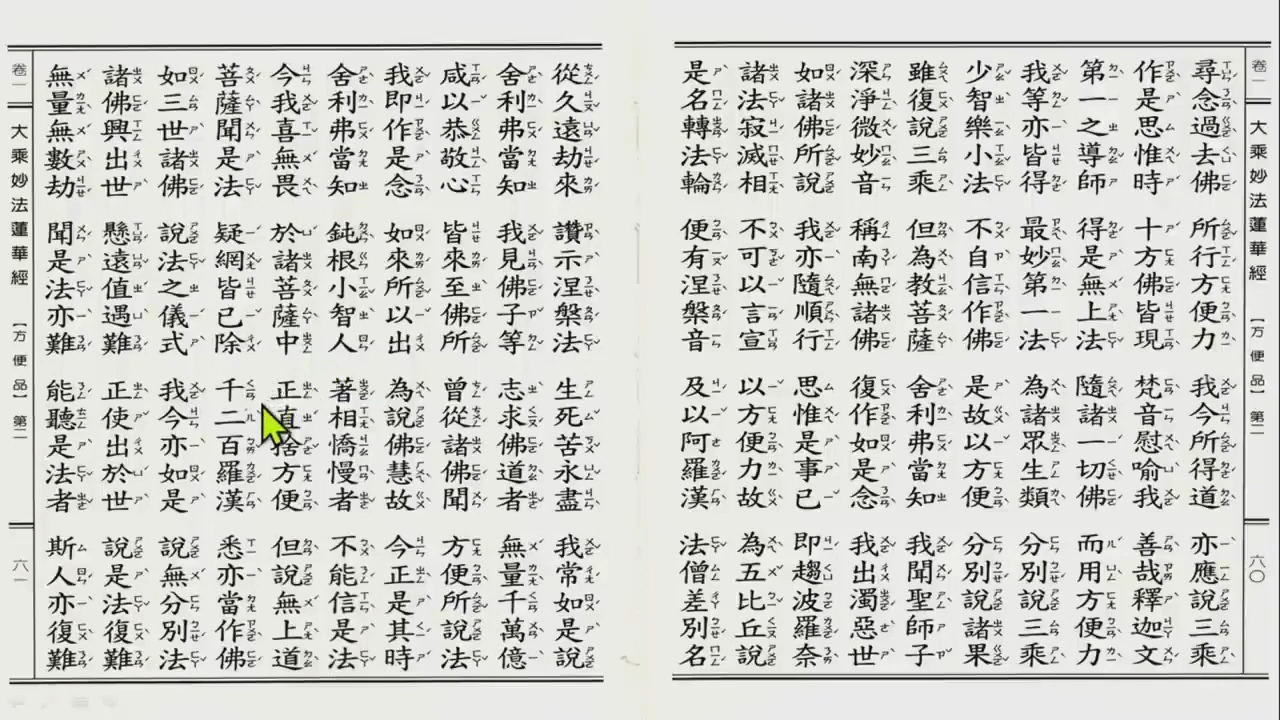 卷一 大乘妙法蓮華經 【方便品】第二 六〇
尋念過去佛 所行方便力 我今所得道 亦應說三乘
作是思惟時 十方佛皆現 梵音慰喻我 善哉釋迦文
第一之導師 得是無上法 隨諸一切佛 而用方便力
我等亦皆得 最妙第一法 為諸眾生類 分別說三乘
少智樂小法 不自信作佛 是故以方便 分別說諸果
雖復說三乘 但為教菩薩 舍利弗當知 我聞聖師子
深淨微妙音 稱南無諸佛 復作如是念 我出濁惡世
如諸佛所說 我亦隨順行 思惟是事已 即趨波羅奈
諸法寂滅相 不可以言宣 以方便力故 為五比丘說
是名轉法輪 便有涅槃音 及以阿羅漢 法僧差別名
從久遠劫來 讚示涅槃法 生死苦永盡 我常如是說
舍利弗當知 我見佛子等 志求佛道者 無量千萬億
咸以恭敬心 皆來至佛所 曾從諸佛聞 方便所說法
我即作是念 如來所以出 為說佛慧故 今正是其時
舍利弗當知 鈍根小智人 著相憍慢者 不能信是法
今我喜無畏 於諸菩薩中 正直捨方便 但說無上道
菩薩聞是法 疑網皆已除 千二百羅漢 悉亦當作佛
如三世諸佛 說法之儀式 我今亦如是 說無分別法
諸佛興出世 懸遠值遇難 正使出於世 說是法復難
無量無數劫 聞是法亦難 能聽是法者 斯人亦復難
卷一 大乘妙法蓮華經 【方便品】第二 六一